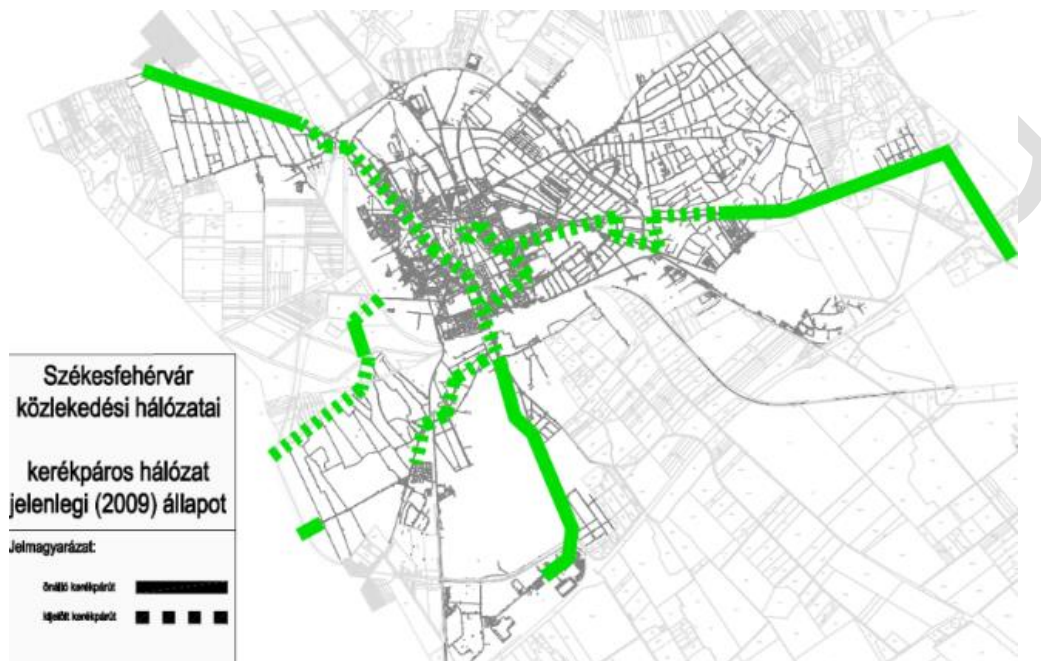 Székesfehérvár
közlekedési hálózatai
kerékpáros hálózat
jelenlegi (2009) állapot
Jelmagyarázat:
önálló kerékpárút
kijelölt kerékpárút